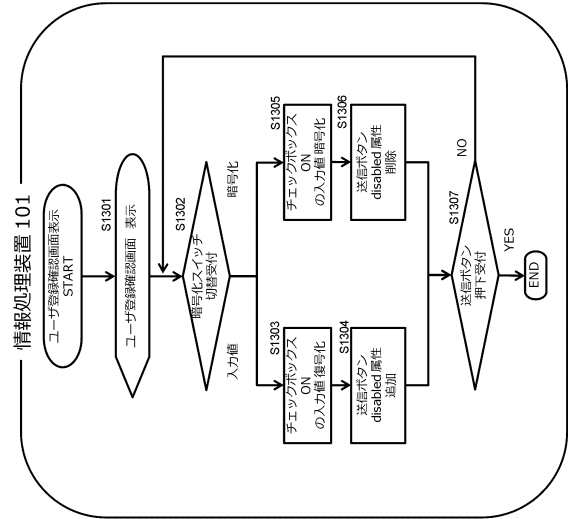 情報処理装置 101
ユーザ登録確認画面表示
START
S1301
ユーザ登録確認画面 表示
S1302
暗号化スイッチ
切替受付
入力値
暗号化
S1303
チェックボックス
ON
の入力値 復号化
S1304
送信ボタン
disabled 属性
追加
S1305
チェックボックス
ON
の入力値 暗号化
S1306
送信ボタン
disabled 属性
削除
S1307
送信ボタン
押下受付
NO
YES
END